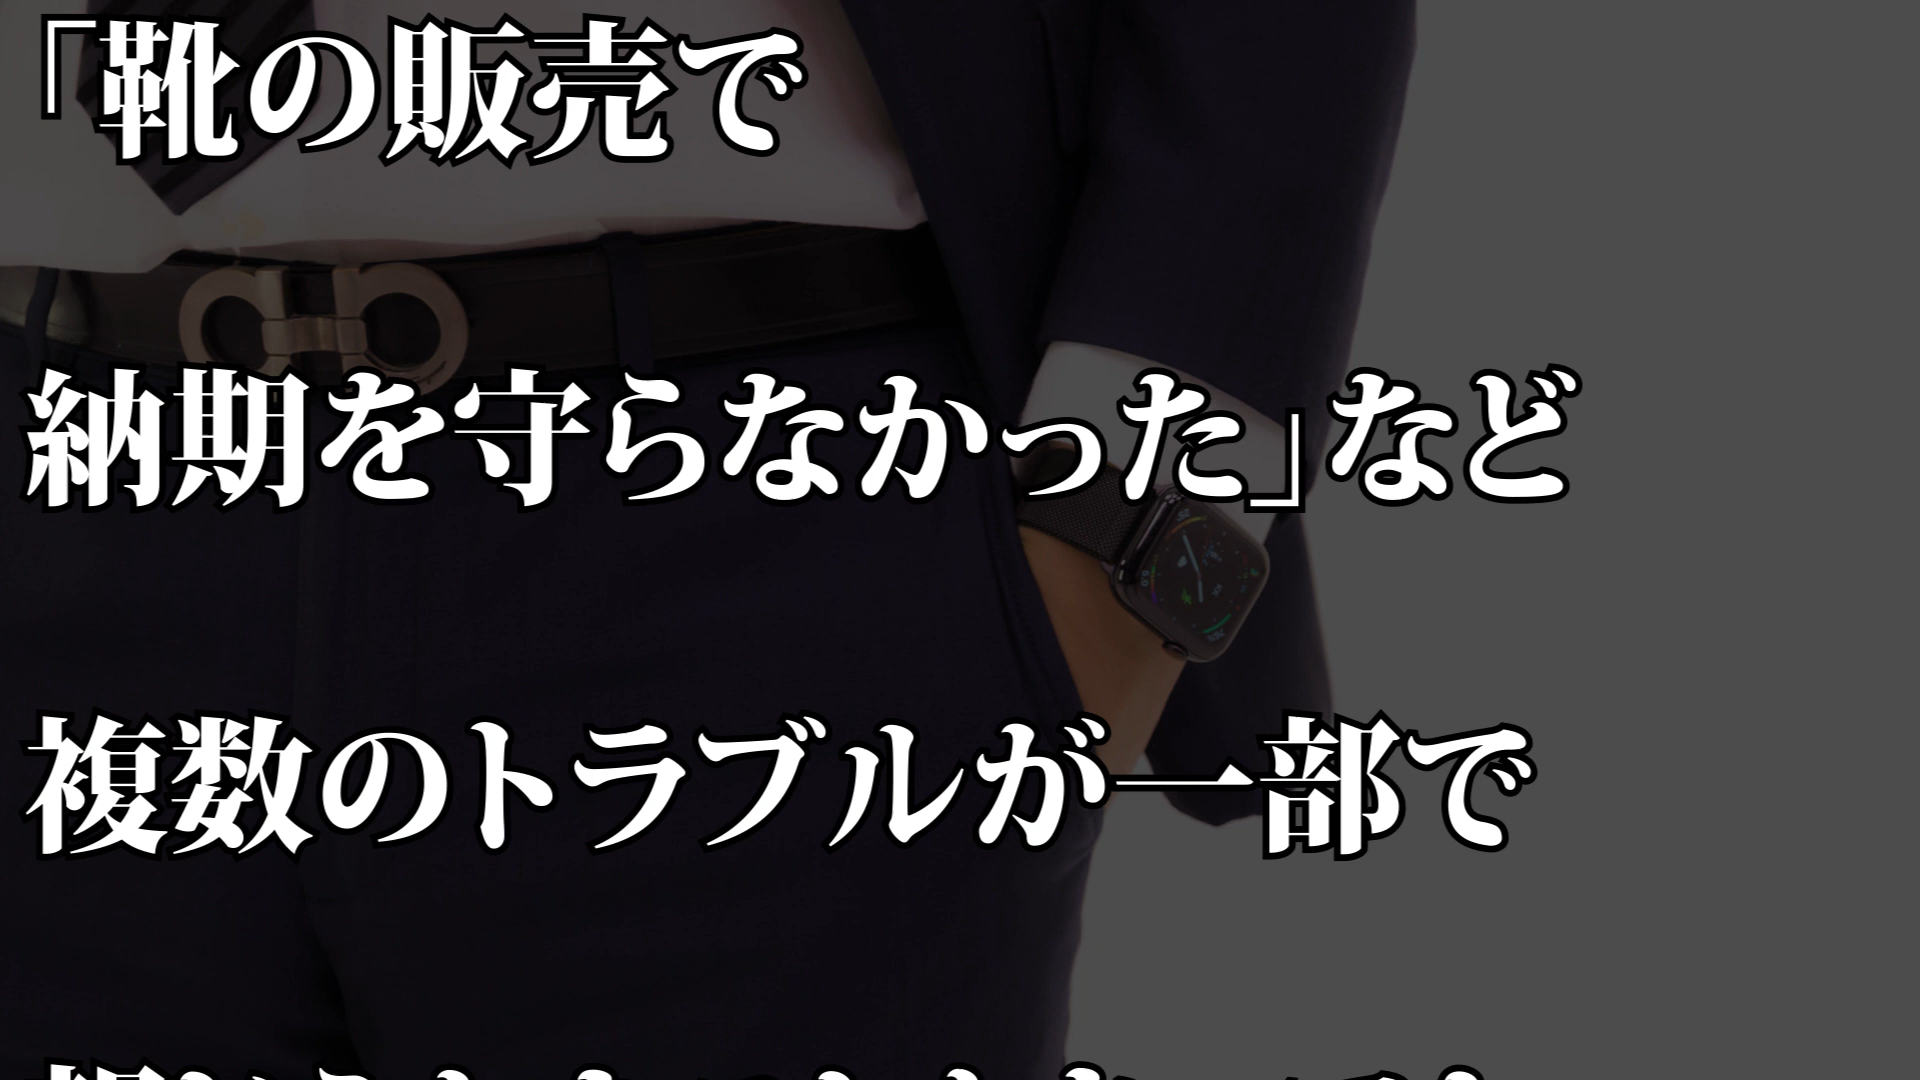 「靴の販売で
納期を守らなかった」など
複数のトラブルが一部で